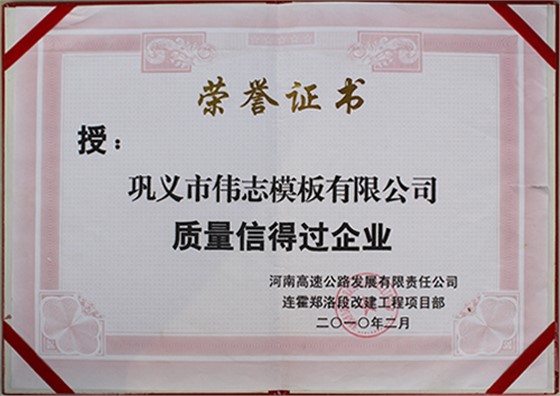 荣誉证书
授：
巩义市伟志模板有限公司
质量信得过企业
河南高速公路发展有限责任公司
连霍郑洛段改建工程项目部
二〇一〇年二月